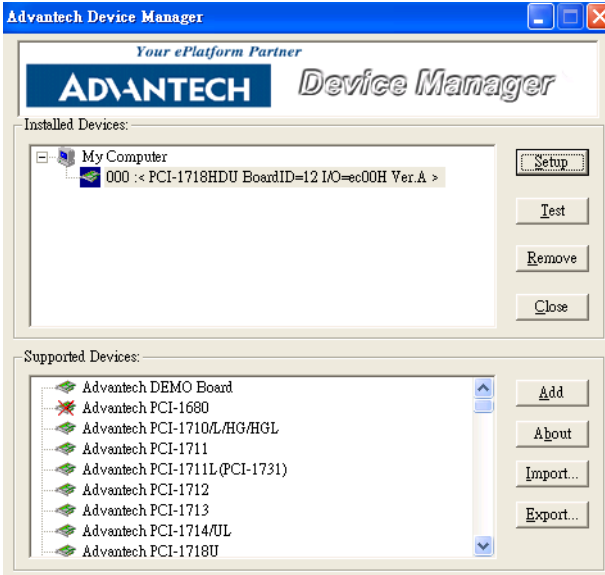 Advantech Device Manager
Your ePlatform Partner
ADVANTECH Device Manager
Installed Devices:
My Computer
000 :< PCI-1718HDU BoardID=12 I/O=ec00H Ver.A >
Setup
Test
Remove
Close
Supported Devices:
Advantech DEMO Board
Advantech PCI-1680
Advantech PCI-1710/L/HG/HGL
Advantech PCI-1711
Advantech PCI-1711L(PCI-1731)
Advantech PCI-1712
Advantech PCI-1713
Advantech PCI-1714/UL
Advantech PCI-1718U
Add
About
Import...
Export...